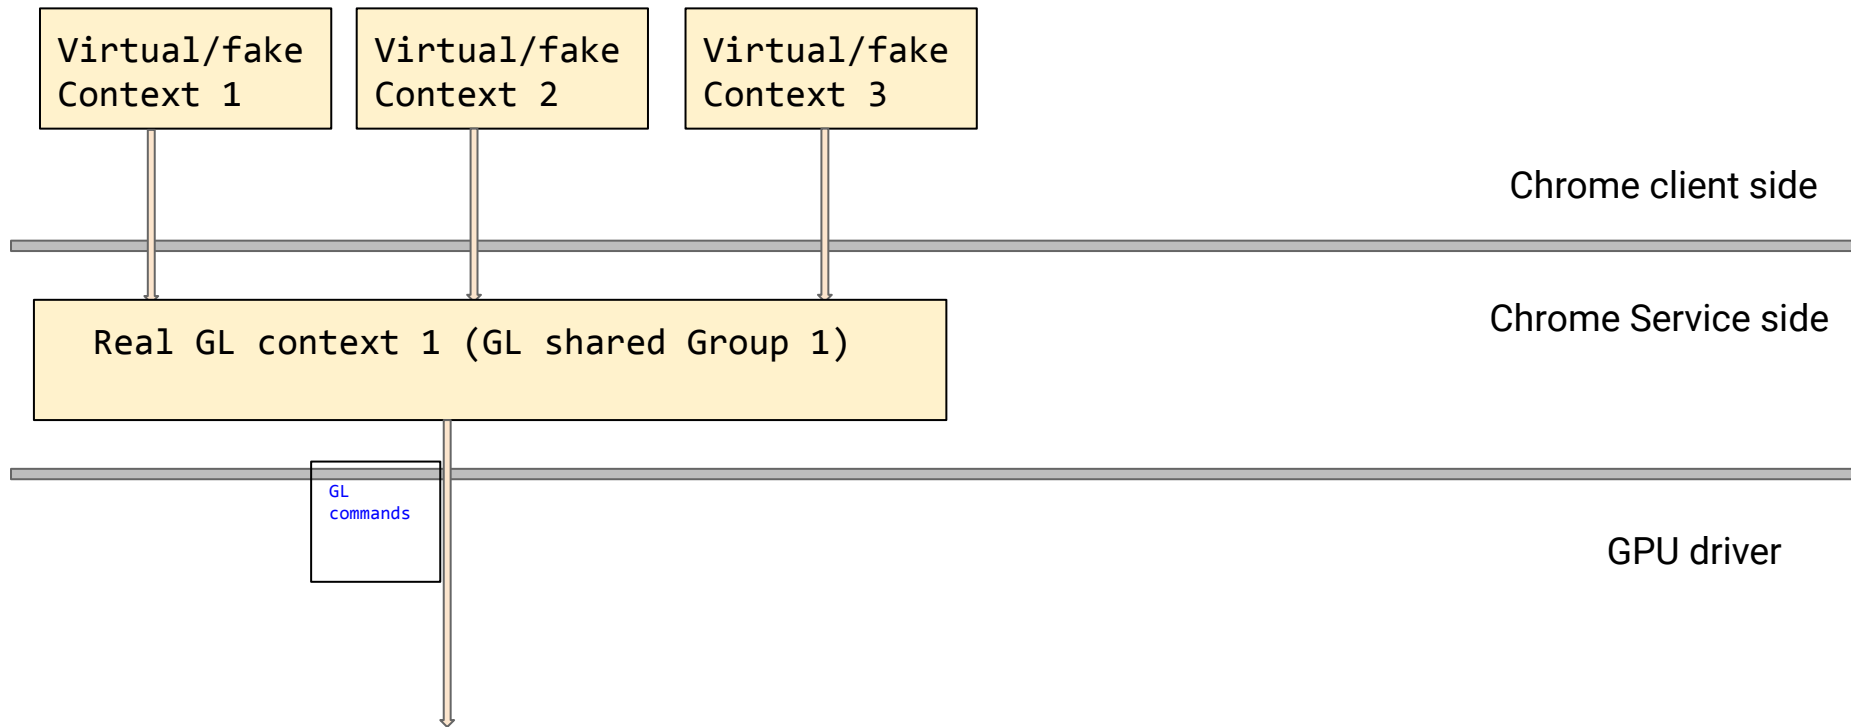 Virtual/fake
Context 1
Virtual/fake
Context 2
Virtual/fake
Context 3
Chrome client side
Chrome Service side
Real GL context 1 (GL shared Group 1)
GL
commands
GPU driver